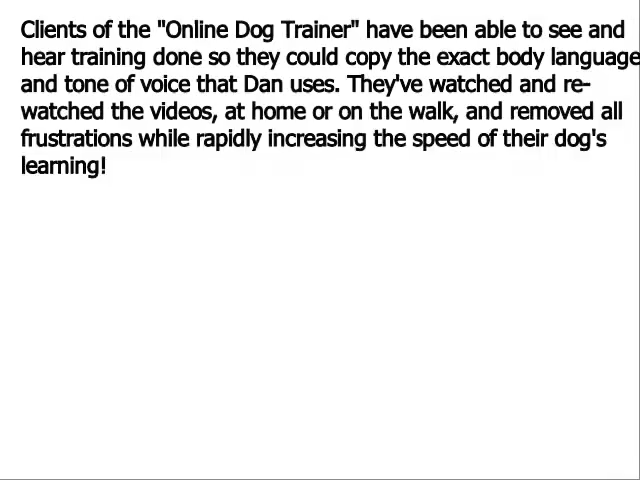 Clients of the "Online Dog Trainer" have been able to see and
hear training done so they could copy the exact body language
and tone of voice that Dan uses. They've watched and re-
watched the videos, at home or on the walk, and removed all
frustrations while rapidly increasing the speed of their dog's
learning!